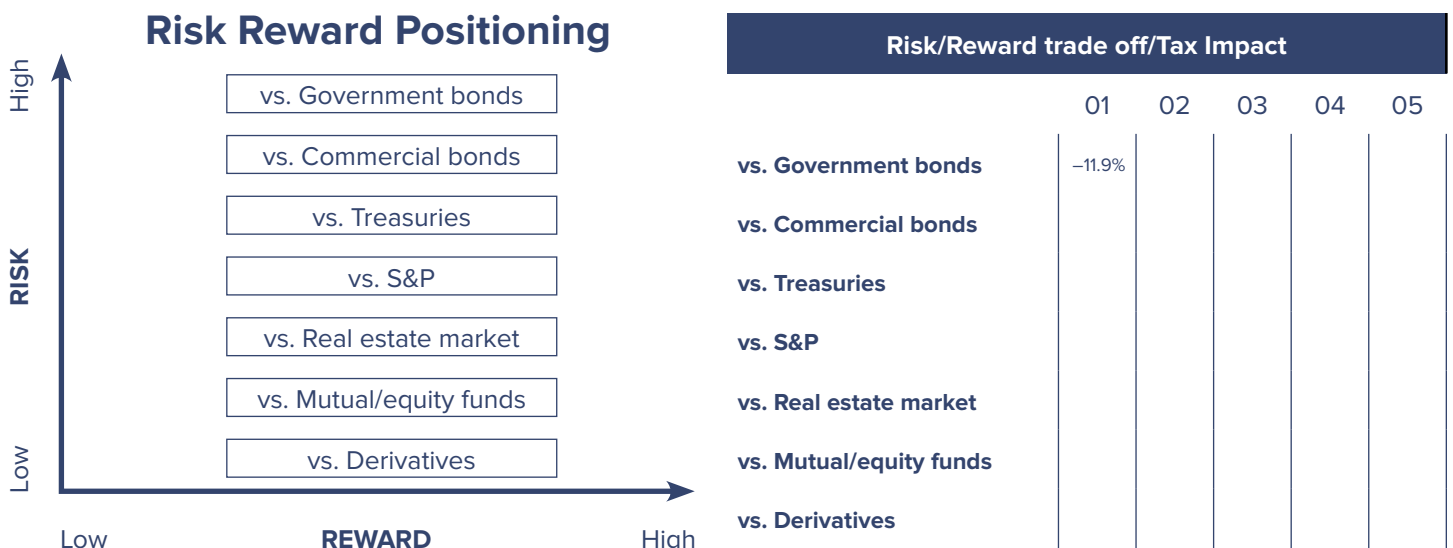 Risk Reward Positioning
High
RISK
Low
vs. Government bonds
vs. Commercial bonds
vs. Treasuries
vs. S&P
vs. Real estate market
vs. Mutual/equity funds
vs. Derivatives
Low REWARD High
Risk/Reward trade off/Tax Impact
01 02 03 04 05
vs. Government bonds –11.9%
vs. Commercial bonds
vs. Treasuries
vs. S&P
vs. Real estate market
vs. Mutual/equity funds
vs. Derivatives